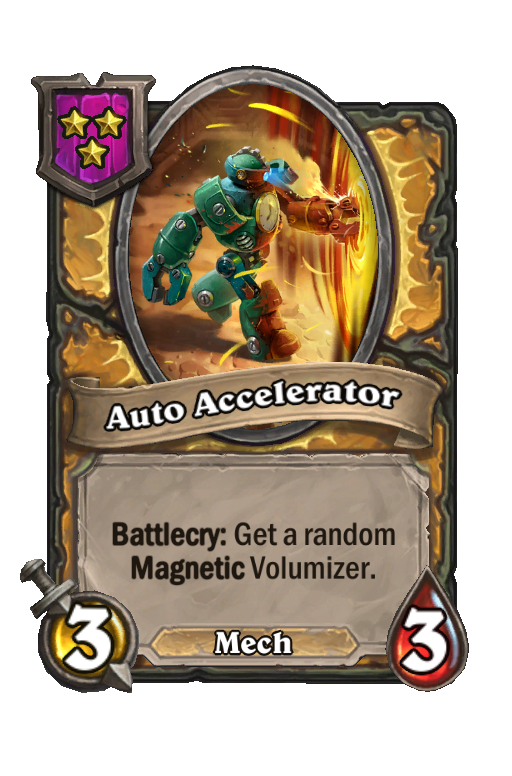 Auto Accelerator
Battlecry: Get a random
Magnetic Volumizer.
3
Mech
3